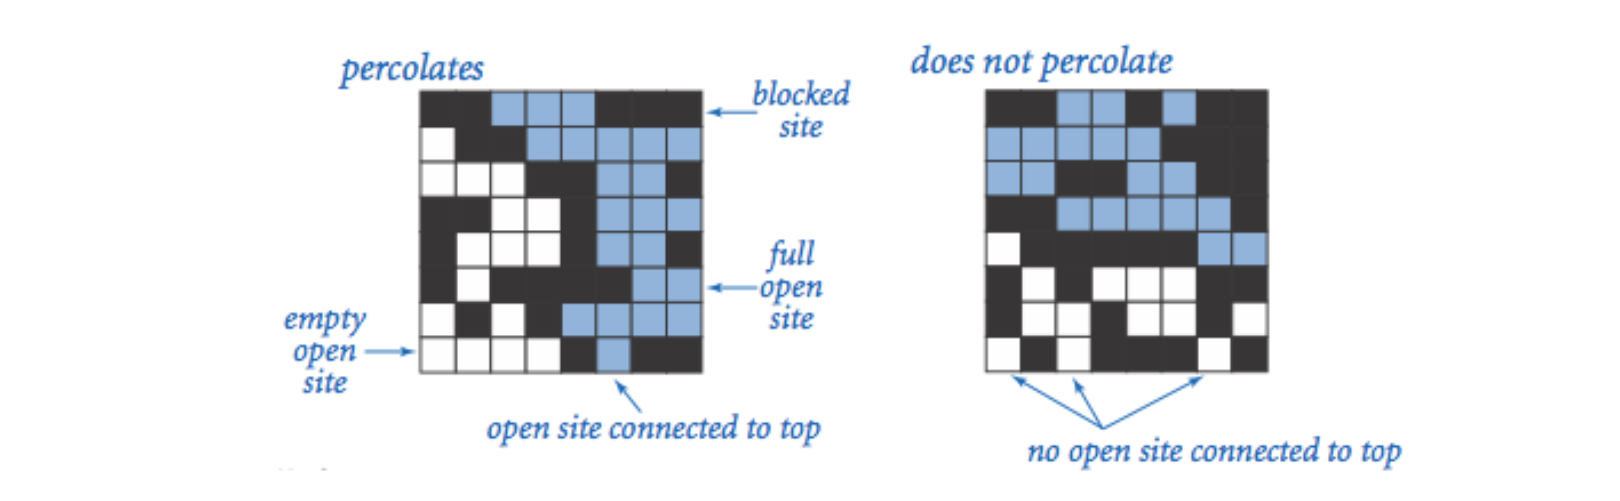 percolates
blocked
site
full
open
site
empty
open
site
open site connected to top
does not percolate
no open site connected to top